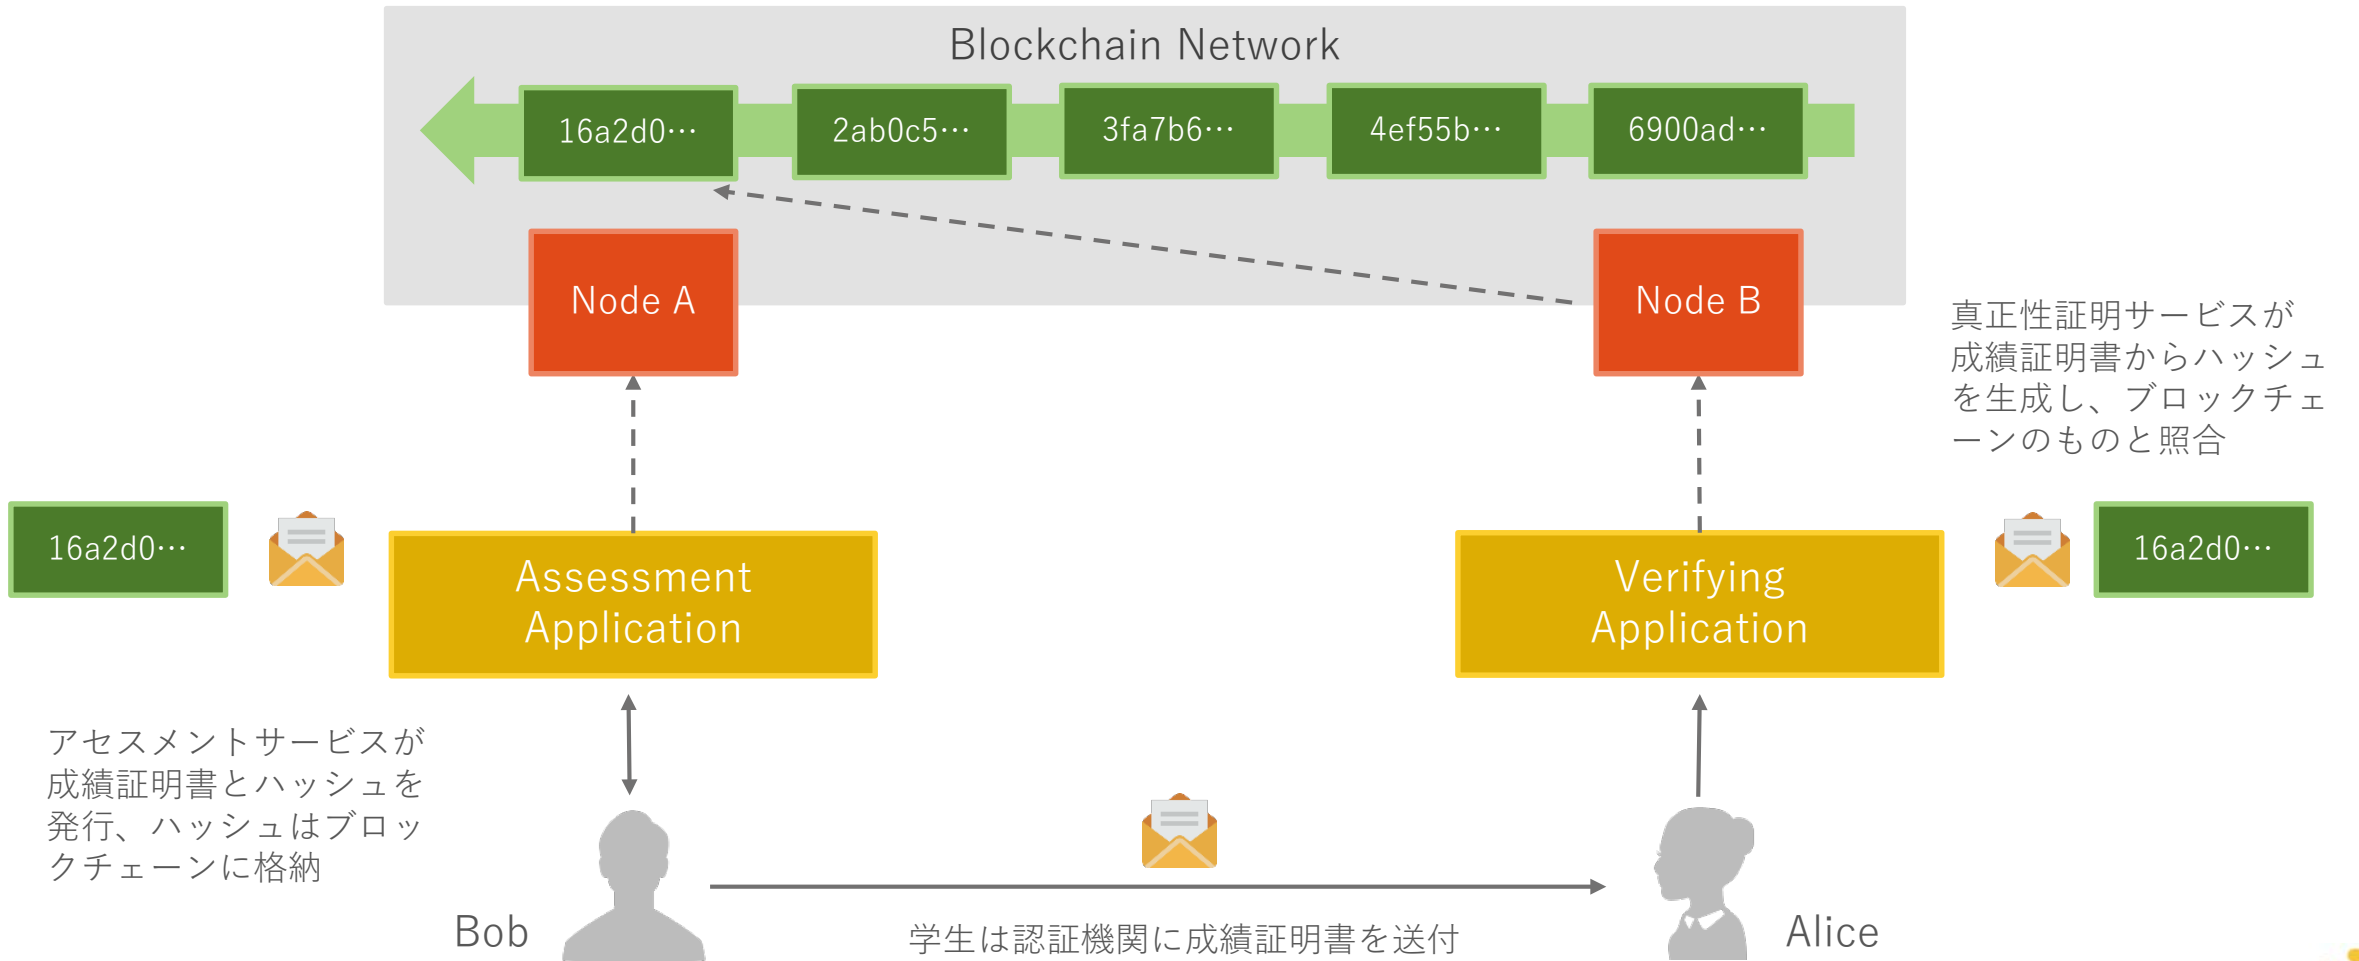 Blockchain Network
16a2d0…
2ab0c5…
3fa7b6…
4ef55b…
6900ad…
Node A
Node B
真正性証明サービスが
成績証明書からハッシュ
を生成し、ブロックチェ
ーンのものと照合
16a2d0…
Assessment
Application
Verifying
Application
16a2d0…
アセスメントサービスが
成績証明書とハッシュを
発行、ハッシュはブロッ
クチェーンに格納
Bob
学生は認証機関に成績証明書を送付
Alice